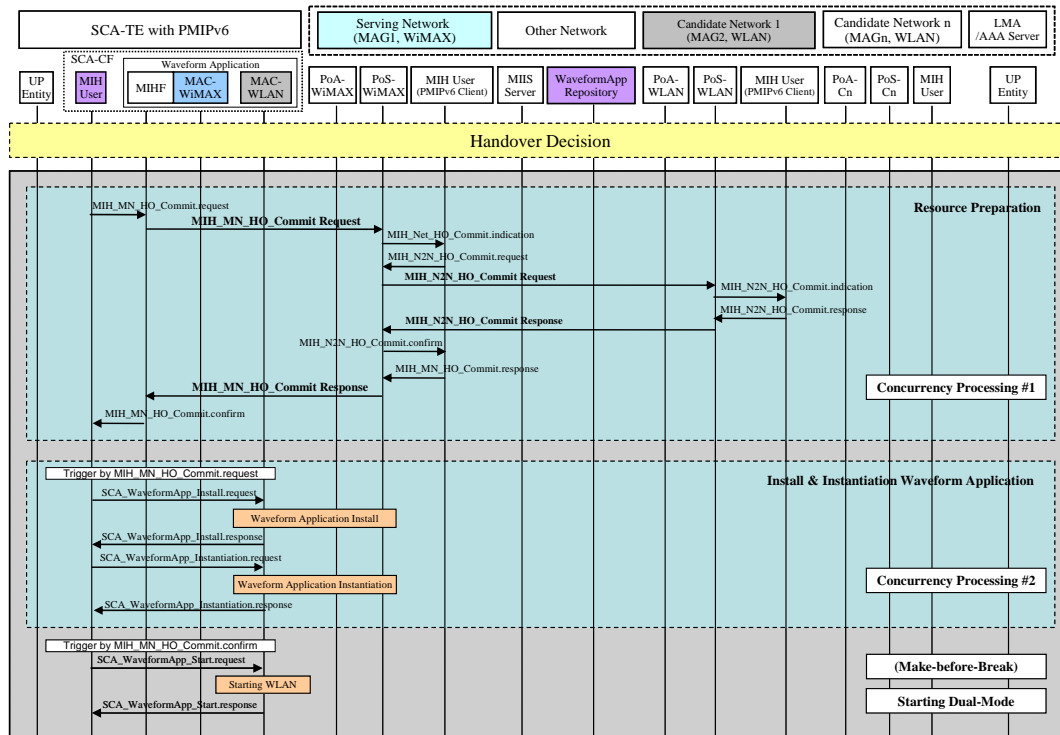 SCA-TE with PMIPv6
Serving Network
(MAG1, WiMAX)
Other Network
Candidate Network 1
(MAG2, WLAN)
Candidate Network n
(MAGn, WLAN)
LMA
/AAA Server
SCA-CF
Waveform Application
UP
Entity
MIH
User
MIHF
MAC-
WiMAX
MAC-
WLAN
PoA-
WiMAX
PoS-
WiMAX
MIH User
(PMIPv6 Client)
MIIS
Server
WaveformApp
Repository
PoA-
WLAN
PoS-
WLAN
MIH User
(PMIPv6 Client)
PoA-
Cn
PoS-
Cn
MIH
User
UP
Entity
Handover Decision
Resource Preparation
MIH_MN_HO_Commit.request
MIH_MN_HO_Commit Request
MIH_Net_HO_Commit.indication
MIH_N2N_HO_Commit.request
MIH_N2N_HO_Commit Request
MIH_N2N_HO_Commit.indication
MIH_N2N_HO_Commit.response
MIH_N2N_HO_Commit Response
MIH_N2N_HO_Commit.confirm
MIH_MN_HO_Commit.response
MIH_MN_HO_Commit Response
Concurrency Processing #1
MIH_MN_HO_Commit.confirm
Trigger by MIH_MN_HO_Commit.request
Install & Instantiation Waveform Application
SCA_WaveformApp_Install.request
Waveform Application Install
SCA_WaveformApp_Install.response
SCA_WaveformApp_Instantiation.request
Waveform Application Instantiation
Concurrency Processing #2
SCA_WaveformApp_Instantiation.response
Trigger by MIH_MN_HO_Commit.confirm
SCA_WaveformApp_Start.request
(Make-before-Break)
Starting WLAN
Starting Dual-Mode
SCA_WaveformApp_Start.response